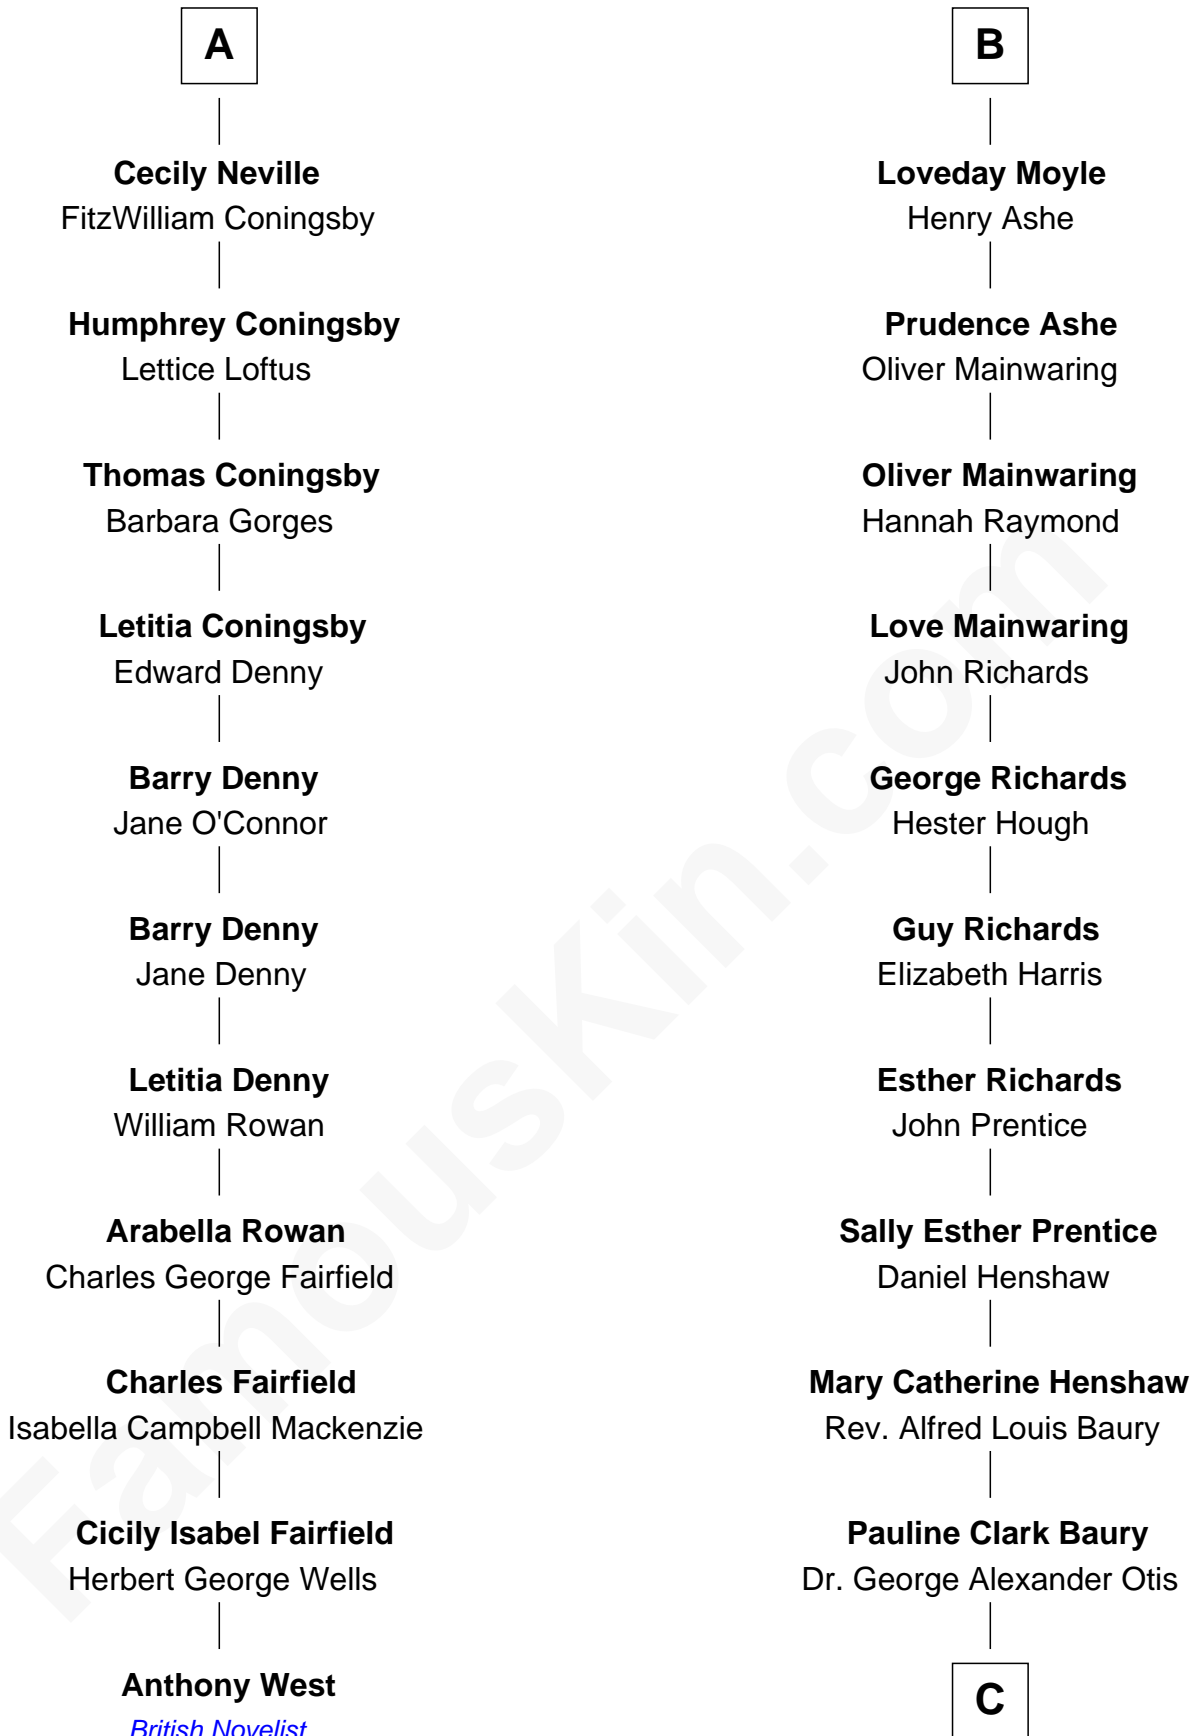 A
Cecily Neville
FitzWilliam Coningsby
Humphrey Coningsby
Lettice Loftus
Thomas Coningsby
Barbara Gorges
Letitia Coningsby
Edward Denny
Barry Denny
Jane O'Connor
Barry Denny
Jane Denny
Letitia Denny
William Rowan
Arabella Rowan
Charles George Fairfield
Charles Fairfield
Isabella Campbell Mackenzie
Cicily Isabel Fairfield
Herbert George Wells
Anthony West
British Novelist
B
Loveday Moyle
Henry Ashe
Prudence Ashe
Oliver Mainwaring
Oliver Mainwaring
Hannah Raymond
Love Mainwaring
John Richards
George Richards
Hester Hough
Guy Richards
Elizabeth Harris
Esther Richards
John Prentice
Sally Esther Prentice
Daniel Henshaw
Mary Catherine Henshaw
Rev. Alfred Louis Baury
Pauline Clark Baury
Dr. George Alexander Otis
C
FamousKin.com